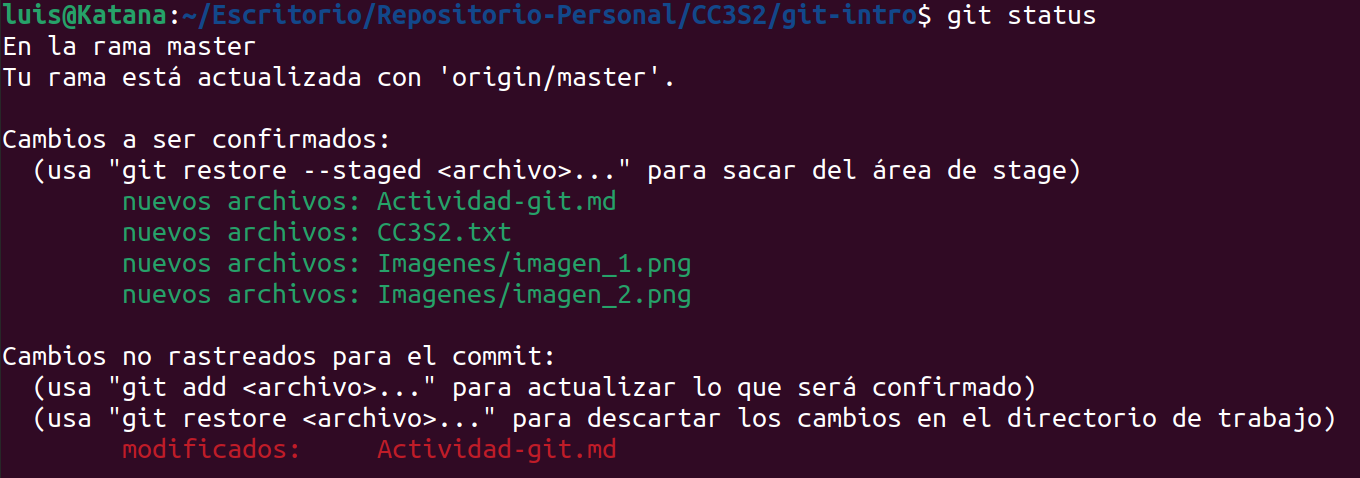 luis@Katana:~/Escritorio/Repositorio-Personal/CC3S2/git-intro$ git status
En la rama master
Tu rama está actualizada con 'origin/master'.
Cambios a ser confirmados:
(usa "git restore --staged <archivo>..." para sacar del área de stage)
nuevos archivos: Actividad-git.md
nuevos archivos: CC3S2.txt
nuevos archivos: Imagenes/imagen_1.png
nuevos archivos: Imagenes/imagen_2.png
Cambios no rastreados para el commit:
(usa "git add <archivo>..." para actualizar lo que será confirmado)
(usa "git restore <archivo>..." para descartar los cambios en el directorio de trabajo)
modificados:     Actividad-git.md